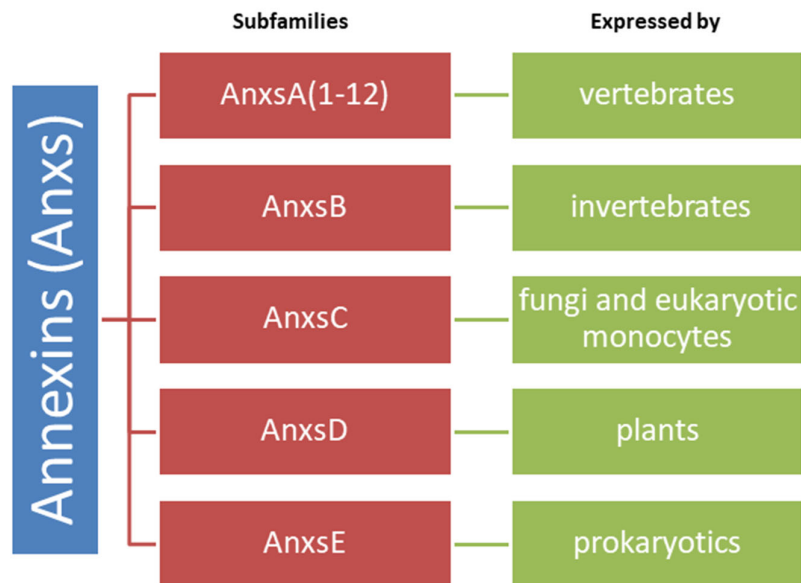 Subfamilies
Expressed by
Annexins (Anxs)
AnxsA(1-12)
vertebrates
AnxsB
invertebrates
AnxsC
fungi and eukaryotic
monocytes
AnxsD
plants
AnxsE
prokaryotics